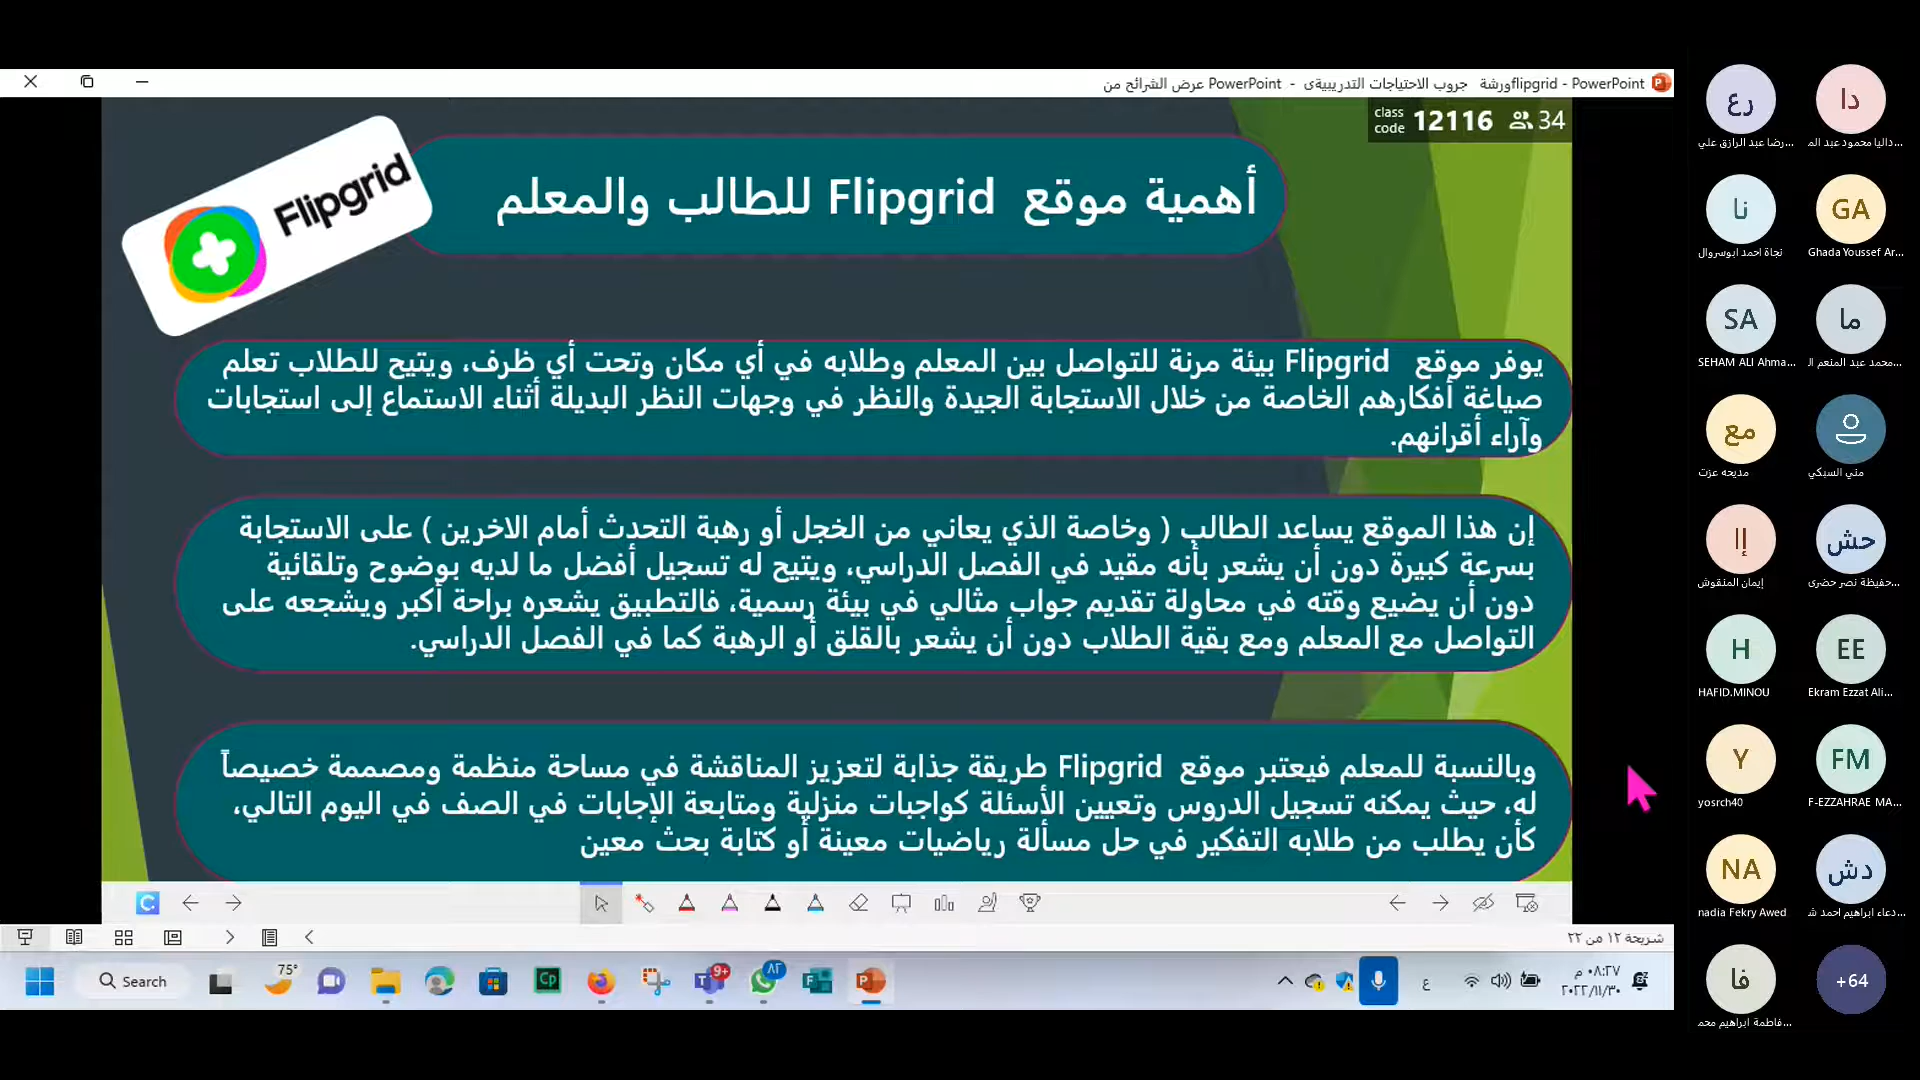 flipgrid - PowerPointورشة جروب الاحتياجات التدريبيةى - PowerPoint عرض الشرائح من
class code 12116 34
Flipgrid
أهمية موقع Flipgrid للطالب والمعلم
يوفر موقع Flipgrid بيئة مرنة للتواصل بين المعلم وطلابه في أي مكان وتحت أي ظرف، ويتيح للطلاب تعلم
صياغة أفكارهم الخاصة من خلال الاستجابة الجيدة والنظر في وجهات النظر البديلة أثناء الاستماع إلى استجابات
وآراء أقرانهم.
إن هذا الموقع يساعد الطالب ( وخاصة الذي يعاني من الخجل أو رهبة التحدث أمام الاخرين ) على الاستجابة
بسرعة كبيرة دون أن يشعر بأنه مقيد في الفصل الدراسي، ويتيح له تسجيل أفضل ما لديه بوضوح وتلقائية
دون أن يضيع وقته في محاولة تقديم جواب مثالي في بيئة رسمية، فالتطبيق يشعره براحة أكبر ويشجعه على
التواصل مع المعلم ومع بقية الطلاب دون أن يشعر بالقلق أو الرهبة كما في الفصل الدراسي.
وبالنسبة للمعلم فيعتبر موقع Flipgrid طريقة جذابة لتعزيز المناقشة في مساحة منظمة ومصممة خصيصاً
له، حيث يمكنه تسجيل الدروس وتعيين الأسئلة كواجبات منزلية ومتابعة الإجابات في الصف في اليوم التالي،
كأن يطلب من طلابه التفكير في حل مسألة رياضيات معينة أو كتابة بحث معين
شريحة ١٢ من ٢٢
Search
75°
9+
٨٢
Cp
ع
٠٨:٢٧ م
٢٠٢٢/١١/٣٠
رع
رضا عبد الرازق علي...
دا
داليا محمود عبد الم...
نا
نجاة احمد ابوسروال
GA
Ghada Youssef Ar...
SA
SEHAM ALI Ahma...
ما
محمد عبد المنعم ال...
مع
مديحه عزت
مني السبكي
إا
إيمان المنقوش
حش
حفيظة نصر حضرى...
H
HAFID.MINOU
EE
Ekram Ezzat Ali...
Y
yosrch40
FM
F-EZZAHRAE MA...
NA
nadia Fekry Awed
دش
دعاء ابراهيم احمد ش...
فا
فاطمة ابراهيم محم...
+64